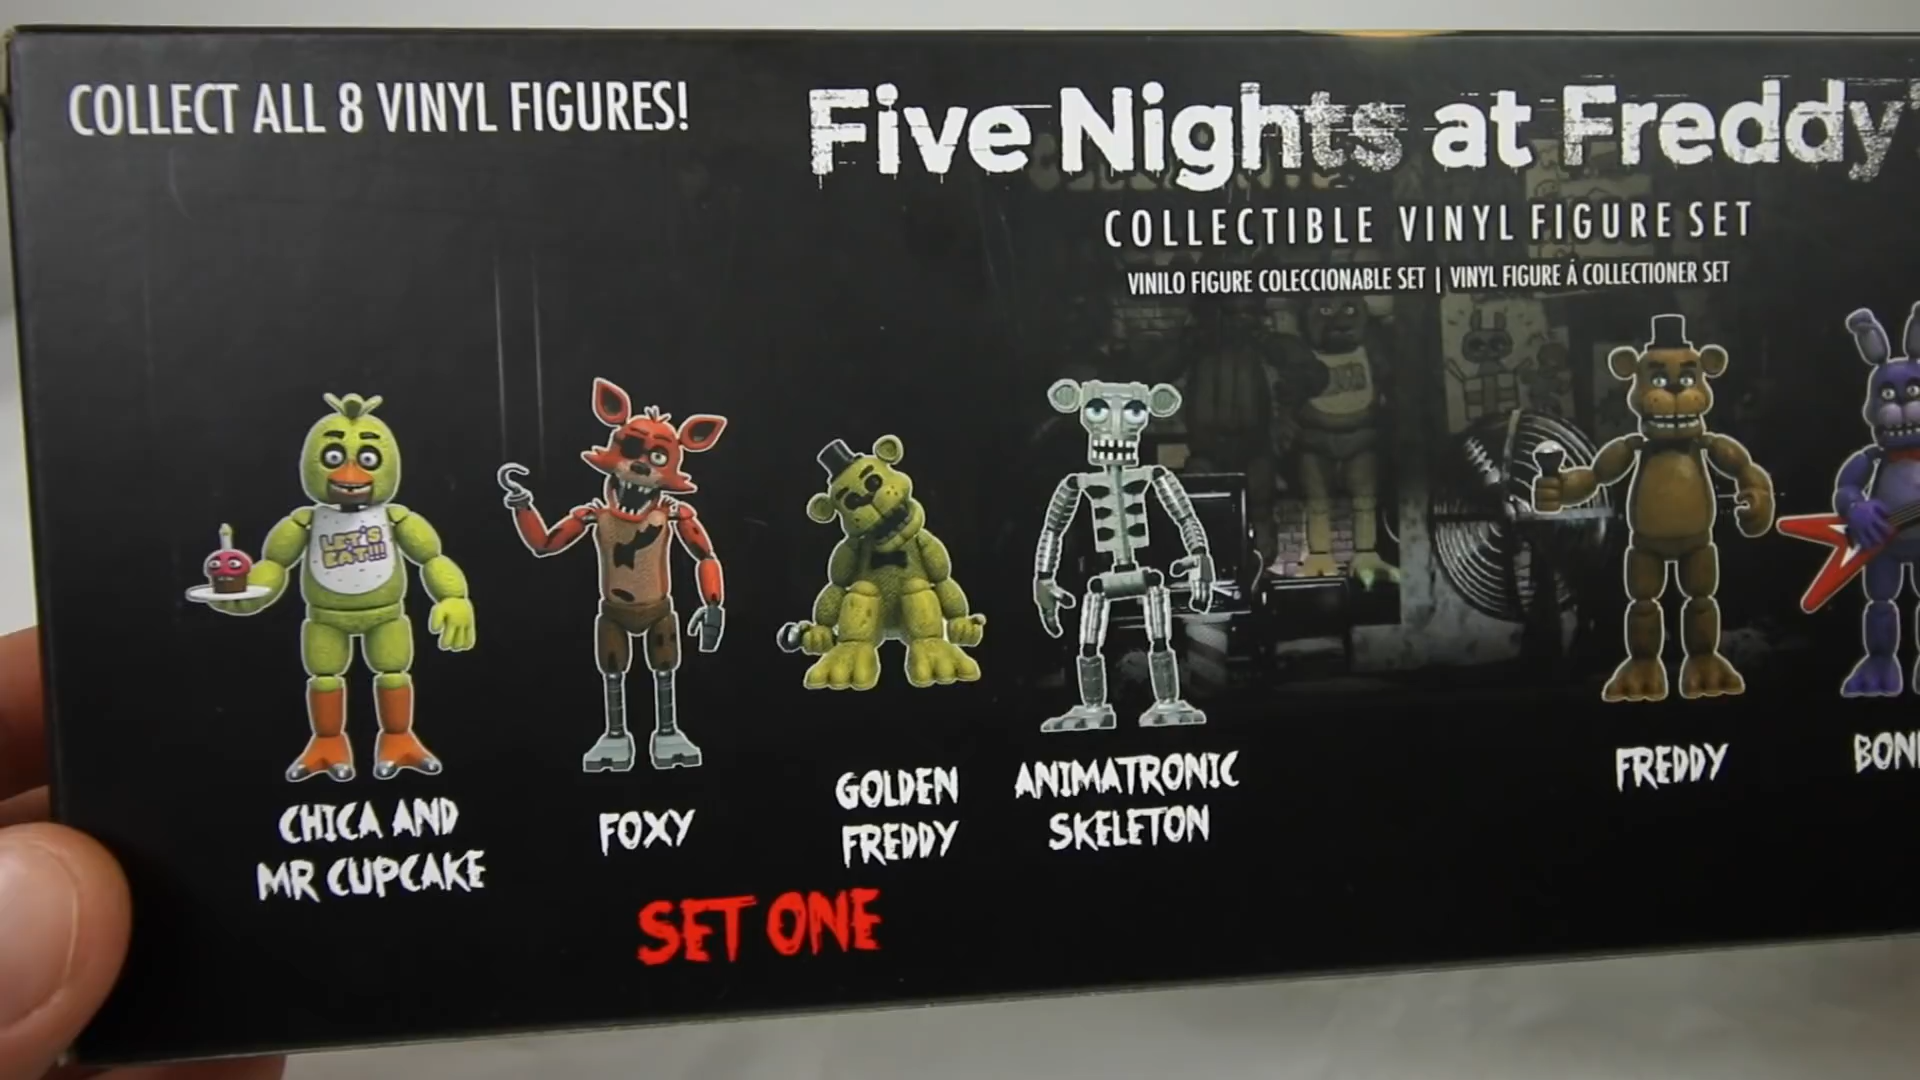 COLLECT ALL 8 VINYL FIGURES!
Five Nights at Freddy'
COLLECTIBLE VINYL FIGURE SET
VINILO FIGURE COLECCIONABLE SET | VINYL FIGURE Á COLLECTIONER SET
LET'S
EAT!!!
CHICA AND
MR CUPCAKE
FOXY
GOLDEN
FREDDY
ANIMATRONIC
SKELETON
FREDDY
BON
SET ONE